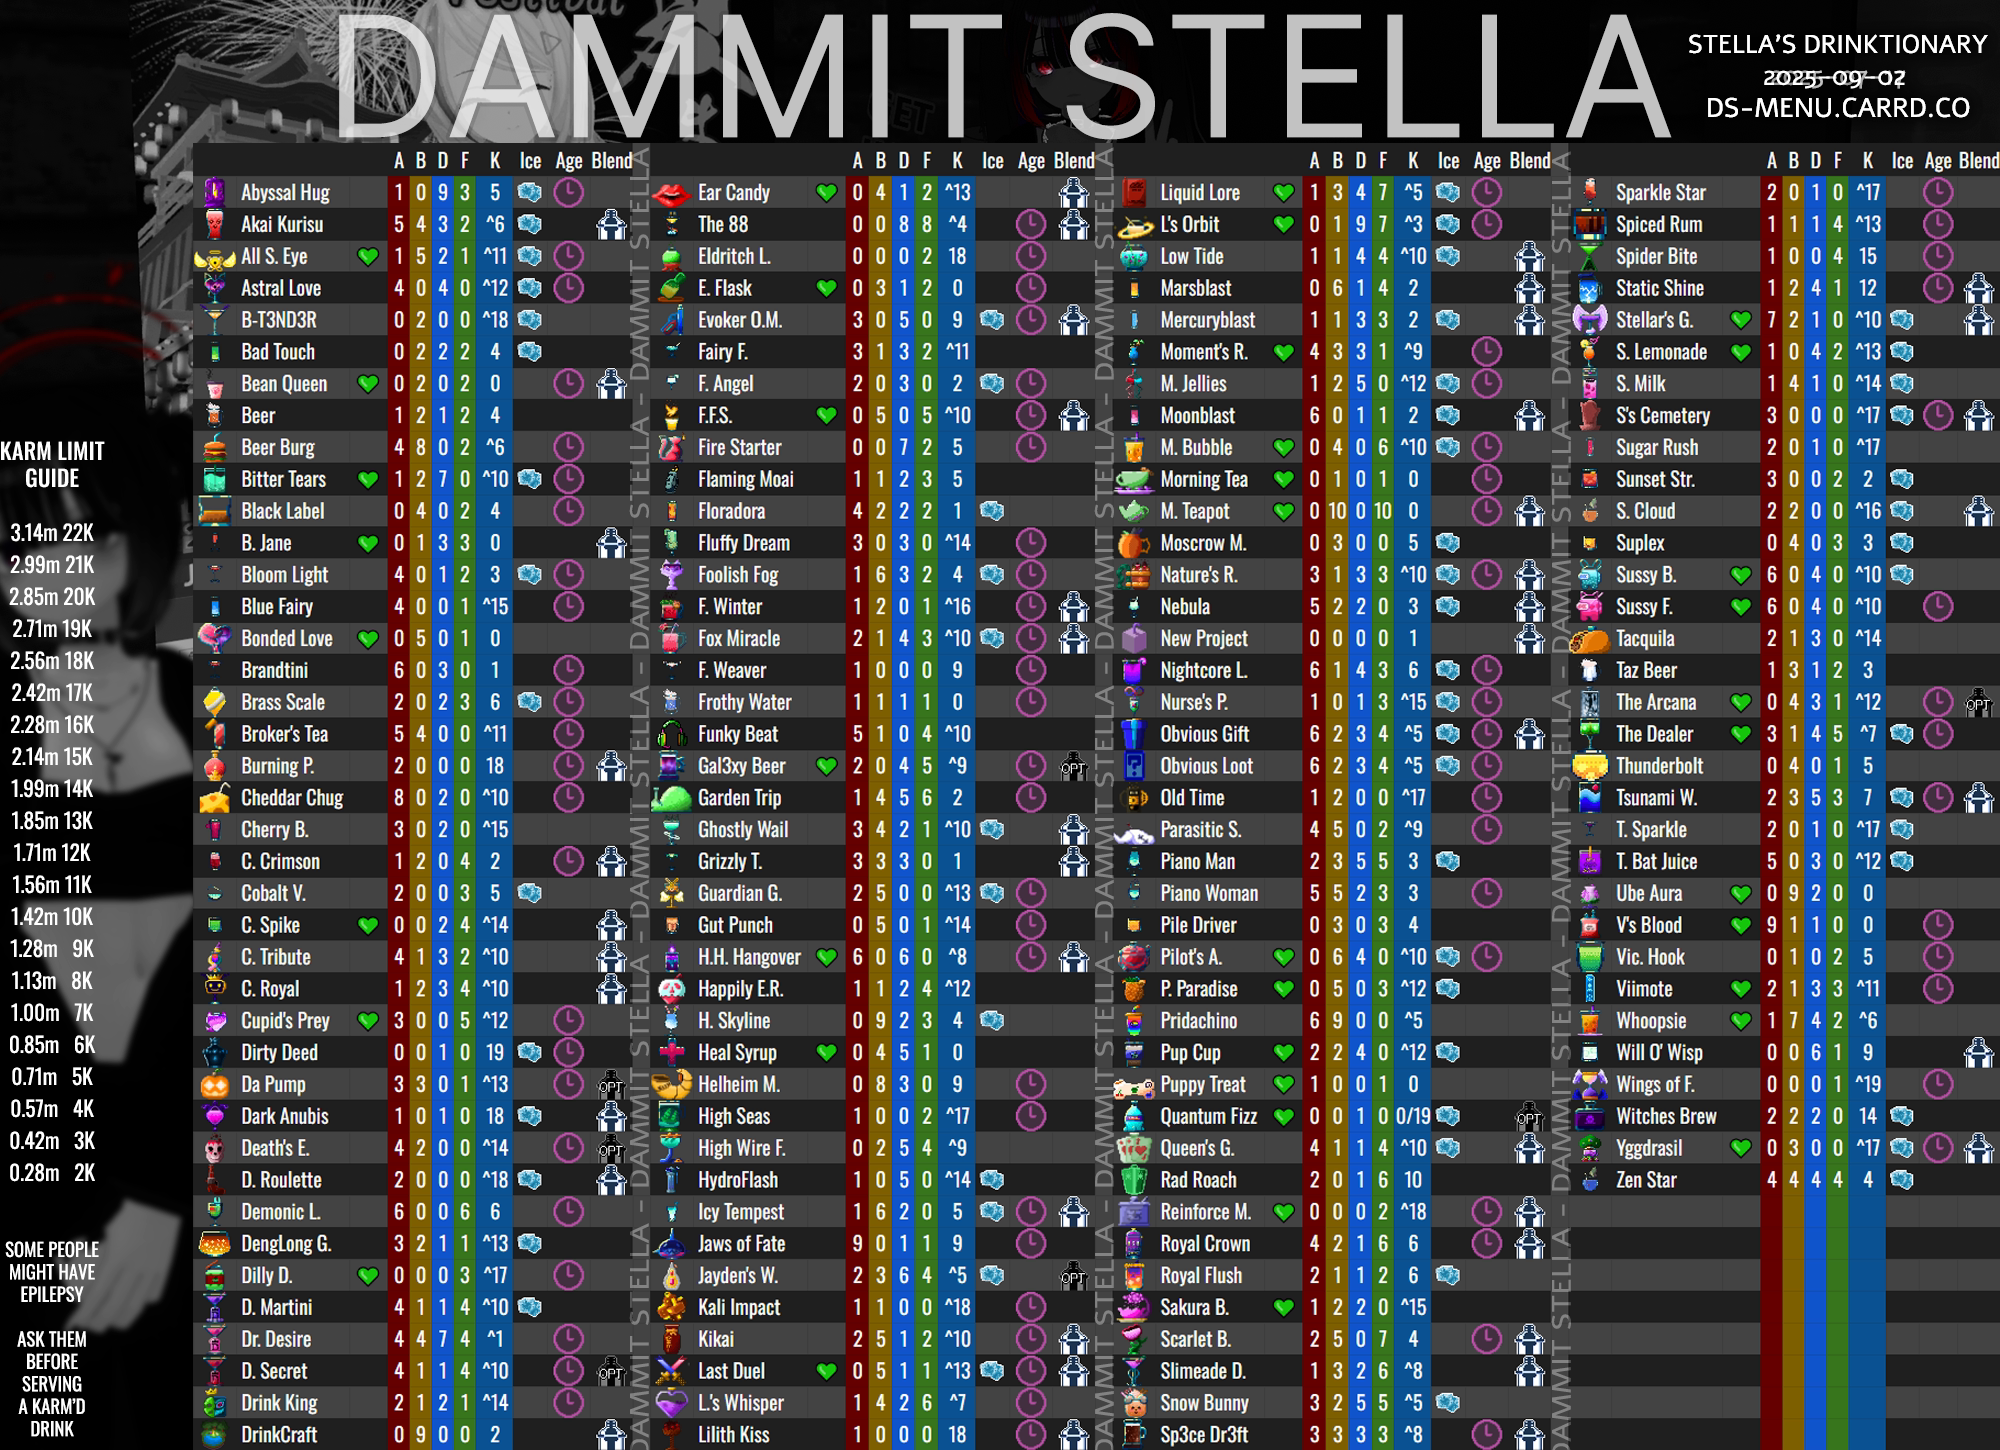 DAMMIT STELLA
STELLA'S DRINKTIONARY
DS-MENU.CARRD.CO
KARM LIMIT
GUIDE
3.14m 22K
2.99m 21K
2.85m 20K
2.71m 19K
2.56m 18K
2.42m 17K
2.28m 16K
2.14m 15K
1.99m 14K
1.85m 13K
1.71m 12K
1.56m 11K
1.42m 10K
1.28m 9K
1.13m 8K
1.00m 7K
0.85m 6K
0.71m 5K
0.57m 4K
0.42m 3K
0.28m 2K
SOME PEOPLE
MIGHT HAVE
EPILEPSY
ASK THEM
BEFORE
SERVING
A KARM'D
DRINK
A B D F K Ice Age Blend
Abyssal Hug 1 0 9 3 5
Akai Kurisu 5 4 3 2 ^6
All S. Eye 1 5 2 1 ^11
Astral Love 4 0 4 0 ^12
B-T3ND3R 0 2 0 0 ^18
Bad Touch 0 2 2 2 4
Bean Queen 0 2 0 2 0
Beer 1 2 1 2 4
Beer Burg 4 8 0 2 ^6
Bitter Tears 1 2 7 0 ^10
Black Label 0 4 0 2 4
B. Jane 0 1 3 3 0
Bloom Light 4 0 1 2 3
Blue Fairy 4 0 0 1 ^15
Bonded Love 0 5 0 1 0
Brandtini 6 0 3 0 1
Brass Scale 2 0 2 3 6
Broker's Tea 5 4 0 0 ^11
Burning P. 2 0 0 0 18
Cheddar Chug 8 0 2 0 ^10
Cherry B. 3 0 2 0 ^15
C. Crimson 1 2 0 4 2
Cobalt V. 2 0 0 3 5
C. Spike 0 0 2 4 ^14
C. Tribute 4 1 3 2 ^10
C. Royal 1 2 3 4 ^10
Cupid's Prey 3 0 0 5 ^12
Dirty Deed 0 0 1 0 19
Da Pump 3 3 0 1 ^13 OPT
Dark Anubis 1 0 1 0 18
Death's E. 4 2 0 0 ^14 OPT
D. Roulette 2 0 0 0 ^18
Demonic L. 6 0 0 6 6
DengLong G. 3 2 1 1 ^13
Dilly D. 0 0 0 3 ^17
D. Martini 4 1 1 4 ^10
Dr. Desire 4 4 7 4 ^1
D. Secret 4 1 1 4 ^10 OPT
Drink King 2 1 2 1 ^14
DrinkCraft 0 9 0 0 2
DAMMIT STELLA - DAMMIT STELLA - DAMMIT STELLA - DAMMIT STELLA
A B D F K Ice Age Blend
Ear Candy 0 4 1 2 ^13
The 88 0 0 8 8 ^4
Eldritch L. 0 0 0 2 18
E. Flask 0 3 1 2 0
Evoker O.M. 3 0 5 0 9
Fairy F. 3 1 3 2 ^11
F. Angel 2 0 3 0 2
F.F.S. 0 5 0 5 ^10
Fire Starter 0 0 7 2 5
Flaming Moai 1 1 2 3 5
Floradora 4 2 2 2 1
Fluffy Dream 3 0 3 0 ^14
Foolish Fog 1 6 3 2 4
F. Winter 1 2 0 1 ^16
Fox Miracle 2 1 4 3 ^10
F. Weaver 1 0 0 0 9
Frothy Water 1 1 1 1 0
Funky Beat 5 1 0 4 ^10
Gal3xy Beer 2 0 4 5 ^9 OPT
Garden Trip 1 4 5 6 2
Ghostly Wail 3 4 2 1 ^10
Grizzly T. 3 3 3 0 1
Guardian G. 2 5 0 0 ^13
Gut Punch 0 5 0 1 ^14
H.H. Hangover 6 0 6 0 ^8
Happily E.R. 1 1 2 4 ^12
H. Skyline 0 9 2 3 4
Heal Syrup 0 4 5 1 0
Helheim M. 0 8 3 0 9
High Seas 1 0 0 2 ^17
High Wire F. 0 2 5 4 ^9
HydroFlash 1 0 5 0 ^14
Icy Tempest 1 6 2 0 5
Jaws of Fate 9 0 1 1 9
Jayden's W. 2 3 6 4 ^5 OPT
Kali Impact 1 1 0 0 ^18
Kikai 2 5 1 2 ^10
Last Duel 0 5 1 1 ^13
L.'s Whisper 1 4 2 6 ^7
Lilith Kiss 1 0 0 0 18
DAMMIT STELLA - DAMMIT STELLA - DAMMIT STELLA - DAMMIT STELLA
A B D F K Ice Age Blend
Liquid Lore 1 3 4 7 ^5
L's Orbit 0 1 9 7 ^3
Low Tide 1 1 4 4 ^10
Marsblast 0 6 1 4 2
Mercuryblast 1 1 3 3 2
Moment's R. 4 3 3 1 ^9
M. Jellies 1 2 5 0 ^12
Moonblast 6 0 1 1 2
M. Bubble 0 4 0 6 ^10
Morning Tea 0 1 0 1 0
M. Teapot 0 10 0 10 0
Moscrow M. 0 3 0 0 5
Nature's R. 3 1 3 3 ^10
Nebula 5 2 2 0 3
New Project 0 0 0 0 1
Nightcore L. 6 1 4 3 6
Nurse's P. 1 0 1 3 ^15
Obvious Gift 6 2 3 4 ^5
Obvious Loot 6 2 3 4 ^5
Old Time 1 2 0 0 ^17
Parasitic S. 4 5 0 2 ^9
Piano Man 2 3 5 5 3
Piano Woman 5 5 2 3 3
Pile Driver 0 3 0 3 4
Pilot's A. 0 6 4 0 ^10
P. Paradise 0 5 0 3 ^12
Pridachino 6 9 0 0 ^5
Pup Cup 2 2 4 0 ^12
Puppy Treat 1 0 0 1 0
Quantum Fizz 0 0 1 0 0/19 OPT
Queen's G. 4 1 1 4 ^10
Rad Roach 2 0 1 6 10
Reinforce M. 0 0 0 2 ^18
Royal Crown 4 2 1 6 6
Royal Flush 2 1 1 2 6
Sakura B. 1 2 2 0 ^15
Scarlet B. 2 5 0 7 4
Slimeade D. 1 3 2 6 ^8
Snow Bunny 3 2 5 5 ^5
Sp3ce Dr3ft 3 3 3 3 ^8
DAMMIT STELLA - DAMMIT STELLA - DAMMIT STELLA - DAMMIT STELLA
A B D F K Ice Age Blend
Sparkle Star 2 0 1 0 ^17
Spiced Rum 1 1 1 4 ^13
Spider Bite 1 0 0 4 15
Static Shine 1 2 4 1 12
Stellar's G. 7 2 1 0 ^10
S. Lemonade 1 0 4 2 ^13
S. Milk 1 4 1 0 ^14
S's Cemetery 3 0 0 0 ^17
Sugar Rush 2 0 1 0 ^17
Sunset Str. 3 0 0 2 2
S. Cloud 2 2 0 0 ^16
Suplex 0 4 0 3 3
Sussy B. 6 0 4 0 ^10
Sussy F. 6 0 4 0 ^10
Tacquila 2 1 3 0 ^14
Taz Beer 1 3 1 2 3
The Arcana 0 4 3 1 ^12 OPT
The Dealer 3 1 4 5 ^7
Thunderbolt 0 4 0 1 5
Tsunami W. 2 3 5 3 7
T. Sparkle 2 0 1 0 ^17
T. Bat Juice 5 0 3 0 ^12
Ube Aura 0 9 2 0 0
V's Blood 9 1 1 0 0
Vic. Hook 0 1 0 2 5
Viimote 2 1 3 3 ^11
Whoopsie 1 7 4 2 ^6
Will O' Wisp 0 0 6 1 9
Wings of F. 0 0 0 1 ^19
Witches Brew 2 2 2 0 14
Yggdrasil 0 3 0 0 ^17
Zen Star 4 4 4 4 4